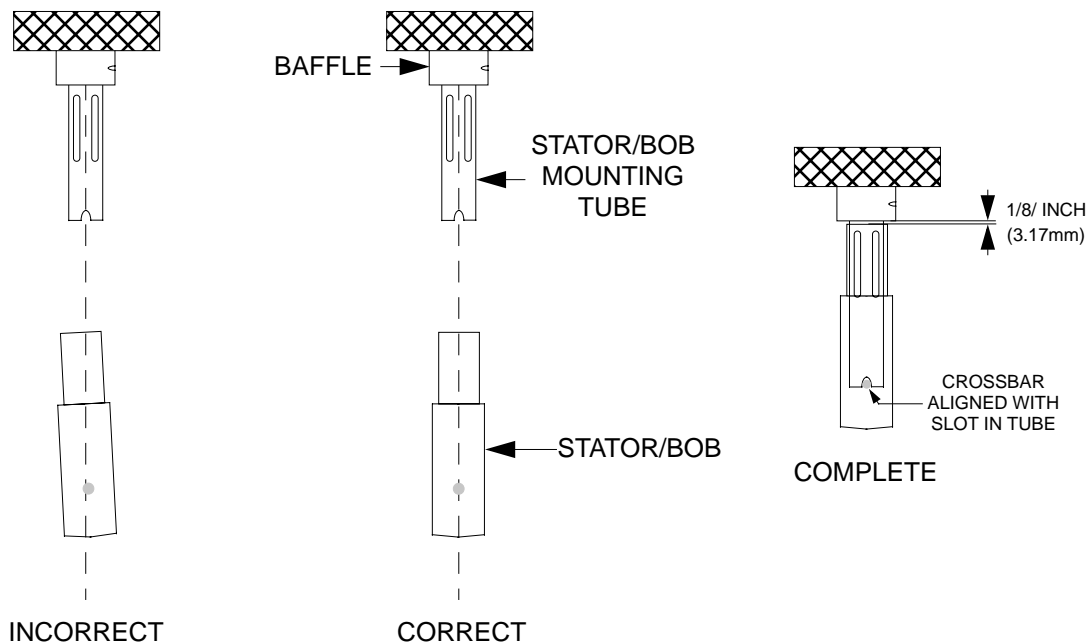 BAFFLE
STATOR/BOB
MOUNTING
TUBE
1/8/ INCH
(3.17mm)
CROSSBAR
ALIGNED WITH
SLOT IN TUBE
STATOR/BOB
COMPLETE
INCORRECT
CORRECT